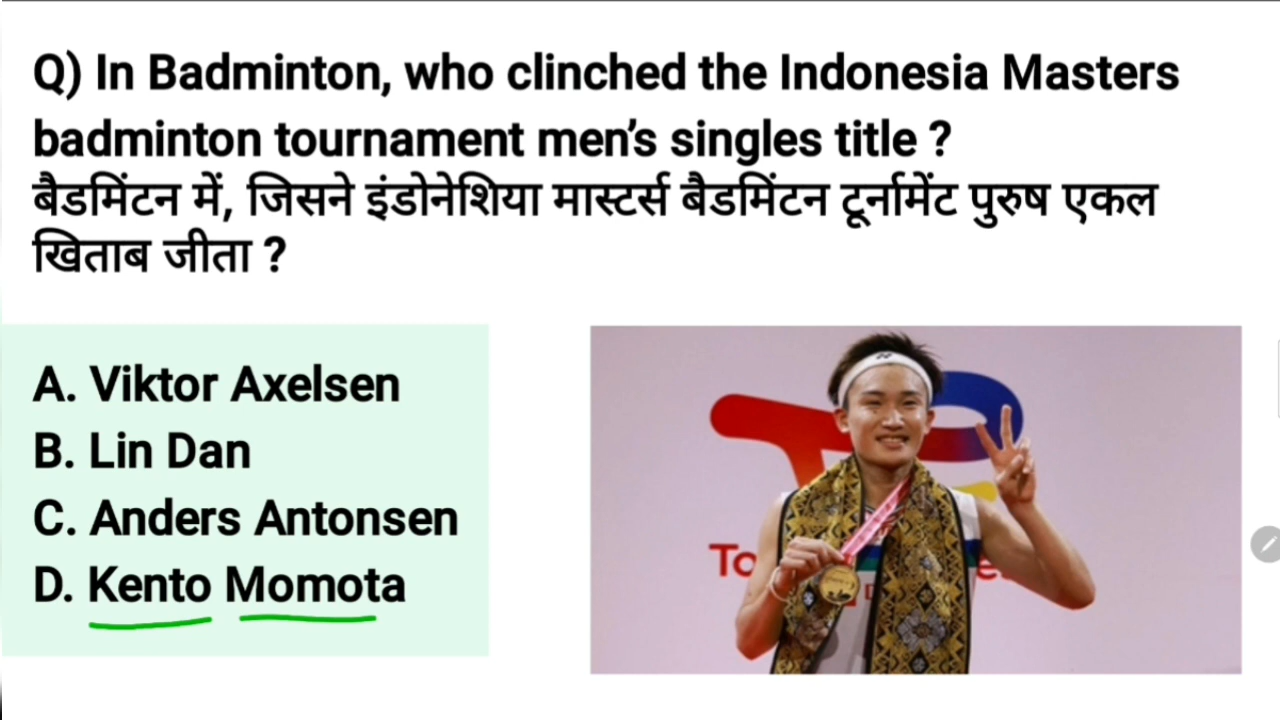 Q) In Badminton, who clinched the Indonesia Masters
badminton tournament men’s singles title ?
बैडमिंटन में, जिसने इंडोनेशिया मास्टर्स बैडमिंटन टूर्नामेंट पुरुष एकल
खिताब जीता ?
A. Viktor Axelsen
B. Lin Dan
C. Anders Antonsen
D. Kento Momota